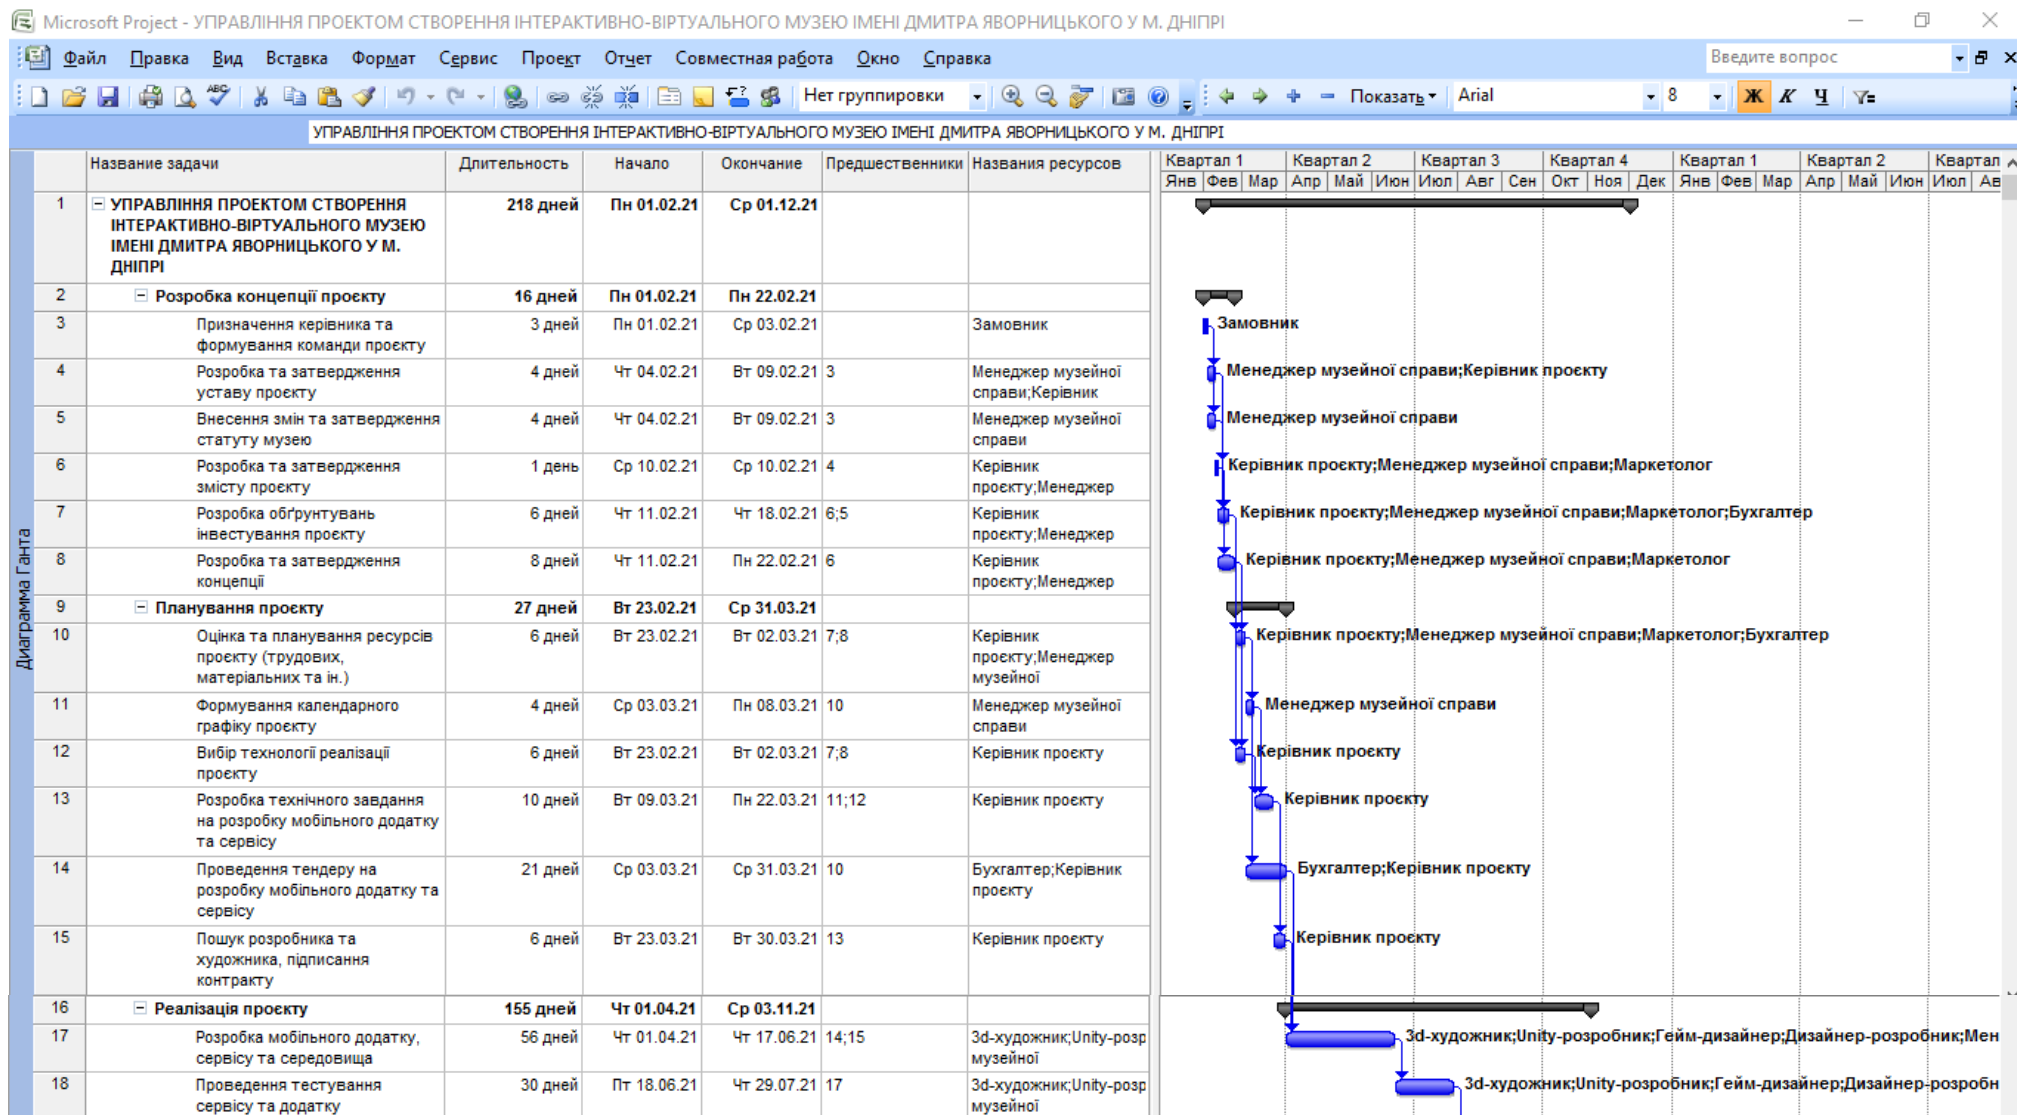 Microsoft Project - УПРАВЛІННЯ ПРОЕКТОМ СТВОРЕННЯ ІНТЕРАКТИВНО-ВІРТУАЛЬНОГО МУЗЕЮ ІМЕНІ ДМИТРА ЯВОРНИЦЬКОГО У М. ДНІПРІ
Файл Правка Вид Вставка Формат Сервис Проект Отчет Совместная работа Окно Справка Введите вопрос
Нет группировки Показать Arial 8 Ж К Ч
УПРАВЛІННЯ ПРОЕКТОМ СТВОРЕННЯ ІНТЕРАКТИВНО-ВІРТУАЛЬНОГО МУЗЕЮ ІМЕНІ ДМИТРА ЯВОРНИЦЬКОГО У М. ДНІПРІ
Название задачи Длительность Начало Окончание Предшественники Названия ресурсов
Квартал 1 Квартал 2 Квартал 3 Квартал 4 Квартал 1 Квартал 2 Квартал
Янв Фев Мар Апр Май Июн Июл Авг Сен Окт Ноя Дек Янв Фев Мар Апр Май Июн Июл Ав
Диаграмма Ганта
1 УПРАВЛІННЯ ПРОЕКТОМ СТВОРЕННЯ 218 дней Пн 01.02.21 Ср 01.12.21
ІНТЕРАКТИВНО-ВІРТУАЛЬНОГО МУЗЕЮ
ІМЕНІ ДМИТРА ЯВОРНИЦЬКОГО У М.
ДНІПРІ
2 Розробка концепції проєкту 16 дней Пн 01.02.21 Пн 22.02.21
3 Призначення керівника та 3 дней Пн 01.02.21 Ср 03.02.21 Замовник Замовник
формування команди проєкту
4 Розробка та затвердження 4 дней Чт 04.02.21 Вт 09.02.21 3 Менеджер музейної Менеджер музейної справи;Керівник проєкту
уставу проєкту справи;Керівник
5 Внесення змін та затвердження 4 дней Чт 04.02.21 Вт 09.02.21 3 Менеджер музейної Менеджер музейної справи
статуту музею справи
6 Розробка та затвердження 1 день Ср 10.02.21 Ср 10.02.21 4 Керівник Керівник проєкту;Менеджер музейної справи;Маркетолог
змісту проєкту проєкту;Менеджер
7 Розробка обґрунтувань 6 дней Чт 11.02.21 Чт 18.02.21 6;5 Керівник Керівник проєкту;Менеджер музейної справи;Маркетолог;Бухгалтер
інвестування проєкту проєкту;Менеджер
8 Розробка та затвердження 8 дней Чт 11.02.21 Пн 22.02.21 6 Керівник Керівник проєкту;Менеджер музейної справи;Маркетолог
концепції проєкту;Менеджер
9 Планування проєкту 27 дней Вт 23.02.21 Ср 31.03.21
10 Оцінка та планування ресурсів 6 дней Вт 23.02.21 Вт 02.03.21 7;8 Керівник Керівник проєкту;Менеджер музейної справи;Маркетолог;Бухгалтер
проєкту (трудових, проєкту;Менеджер
матеріальних та ін.) музейної
11 Формування календарного 4 дней Ср 03.03.21 Пн 08.03.21 10 Менеджер музейної Менеджер музейної справи
графіку проєкту справи
12 Вибір технології реалізації 6 дней Вт 23.02.21 Вт 02.03.21 7;8 Керівник проєкту Керівник проєкту
проєкту
13 Розробка технічного завдання 10 дней Вт 09.03.21 Пн 22.03.21 11;12 Керівник проєкту Керівник проєкту
на розробку мобільного додатку
та сервісу
14 Проведення тендеру на 21 дней Ср 03.03.21 Ср 31.03.21 10 Бухгалтер;Керівник Бухгалтер;Керівник проєкту
розробку мобільного додатку та проєкту
сервісу
15 Пошук розробника та 6 дней Вт 23.03.21 Вт 30.03.21 13 Керівник проєкту Керівник проєкту
художника, підписання
контракту
16 Реалізація проєкту 155 дней Чт 01.04.21 Ср 03.11.21
17 Розробка мобільного додатку, 56 дней Чт 01.04.21 Чт 17.06.21 14;15 3d-художник;Unity-розр 3d-художник;Unity-розробник;Гейм-дизайнер;Дизайнер-розробник;Мен
сервісу та середовища музейної
18 Проведення тестування 30 дней Пт 18.06.21 Чт 29.07.21 17 3d-художник;Unity-розр 3d-художник;Unity-розробник;Гейм-дизайнер;Дизайнер-розробн
сервісу та додатку музейної